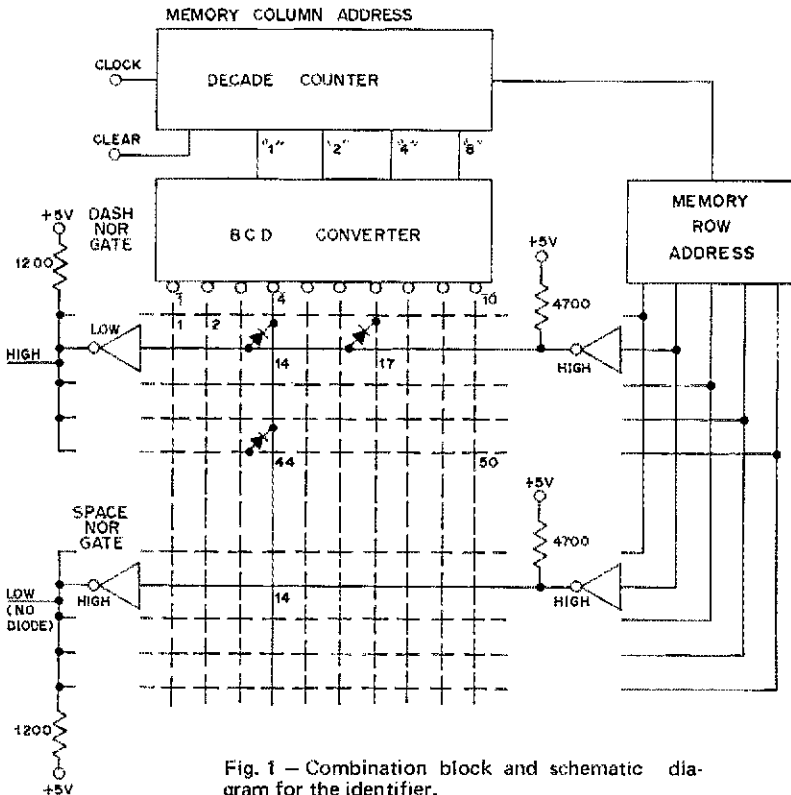 MEMORY COLUMN ADDRESS
CLOCK
DECADE COUNTER
CLEAR
"1" "2" "4" "8"
+5V
DASH
NOR
GATE
BCD CONVERTER
MEMORY
ROW
ADDRESS
+5V
1200
4700
1 4 10
1 2
LOW
HIGH
14 17
HIGH
44 50
+5V
SPACE
NOR
GATE
4700
LOW
(NO
DIODE)
HIGH
14
HIGH
1200
+5V
Fig. 1 — Combination block and schematic dia-
gram for the identifier.